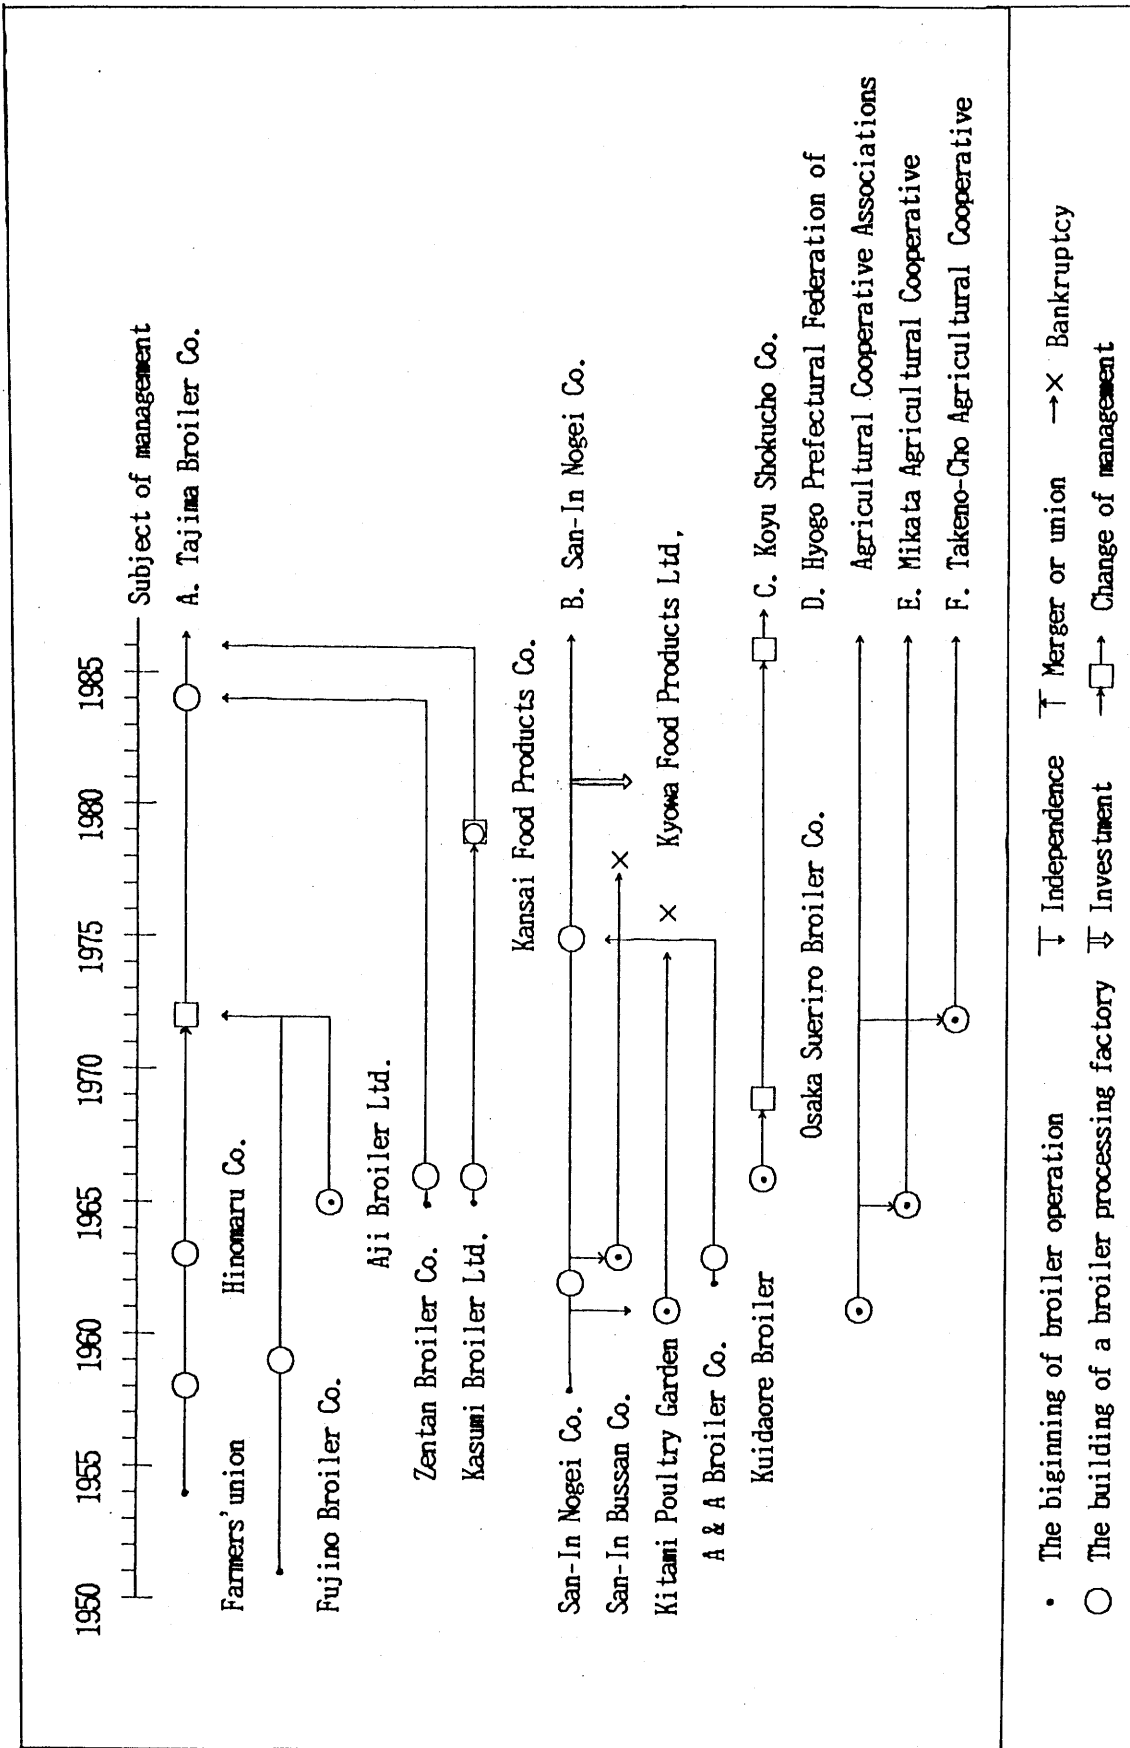 1950 1955 1960 1965 1970 1975 1980 1985
Subject of management
A. Tajima Broiler Co.
Farmers' union
Hinomaru Co.
Fujino Broiler Co.
Aji Broiler Ltd.
Zentan Broiler Co.
Kasumi Broiler Ltd.
Kansai Food Products Co.
San-In Nogei Co.
B. San-In Nogei Co.
San-In Bussan Co.
×
Kitami Poultry Garden
×
Kyowa Food Products Ltd,
A & A Broiler Co.
C. Koyu Shokucho Co.
Kuidaore Broiler
Osaka Sueriro Broiler Co.
D. Hyogo Prefectural Federation of
Agricultural Cooperative Associations
E. Mikata Agricultural Cooperative
F. Takeno-Cho Agricultural Cooperative
• The biginning of broiler operation Independence Merger or union →× Bankruptcy
○ The building of a broiler processing factory Investment →□→ Change of management